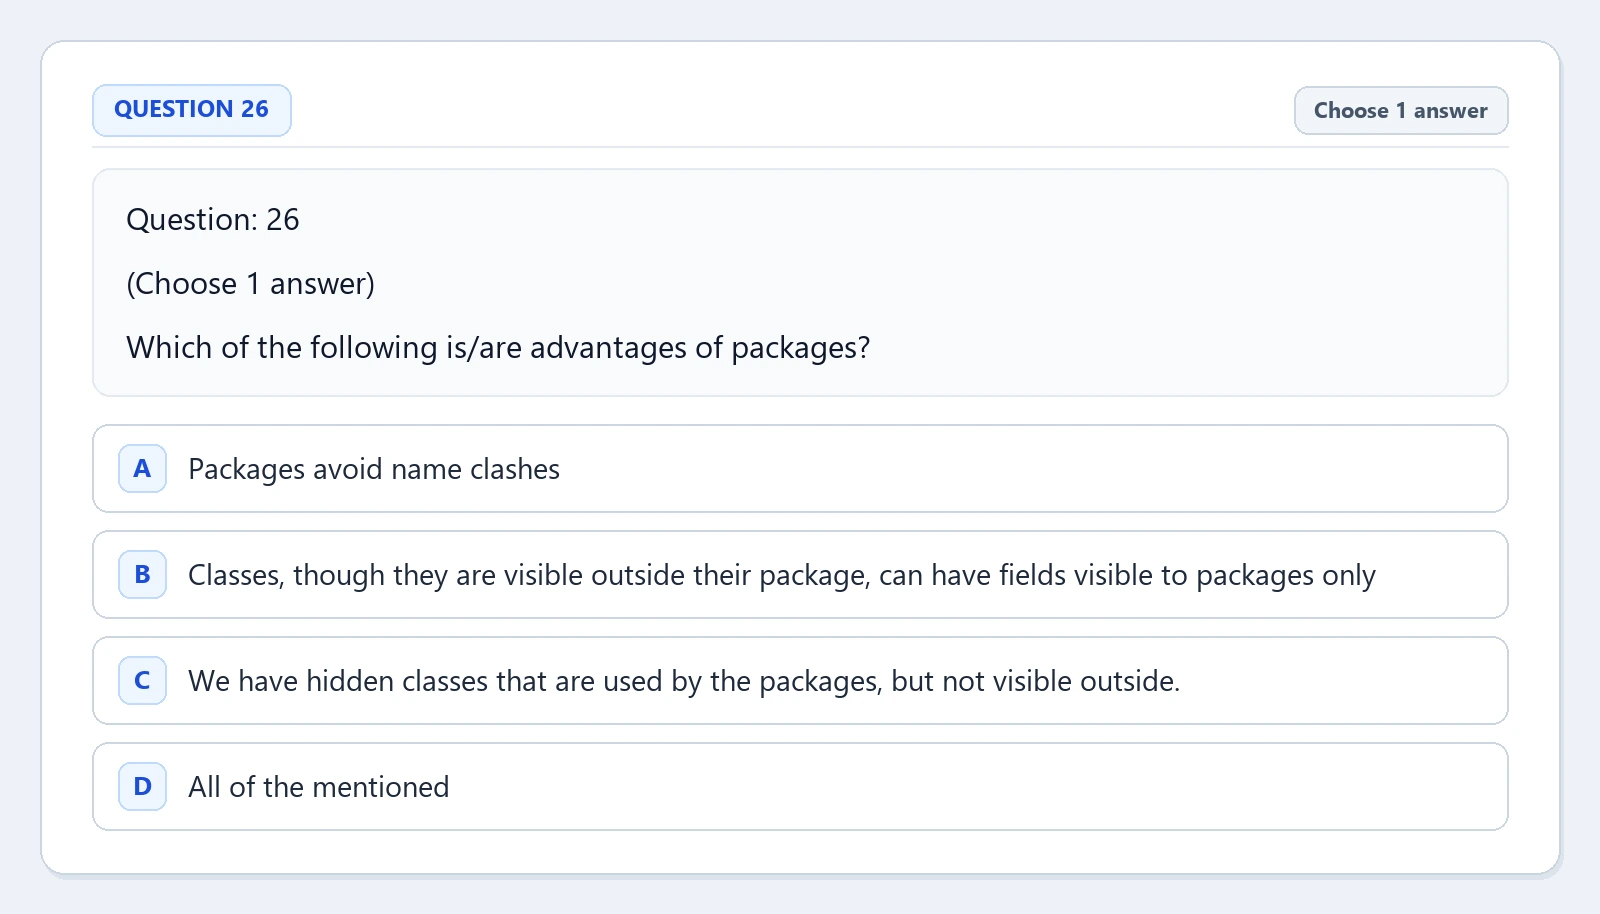 QUESTION 26
Choose 1 answer
Question: 26
(Choose 1 answer)
Which of the following is/are advantages of packages?
A Packages avoid name clashes
B Classes, though they are visible outside their package, can have fields visible to packages only
C We have hidden classes that are used by the packages, but not visible outside.
D All of the mentioned